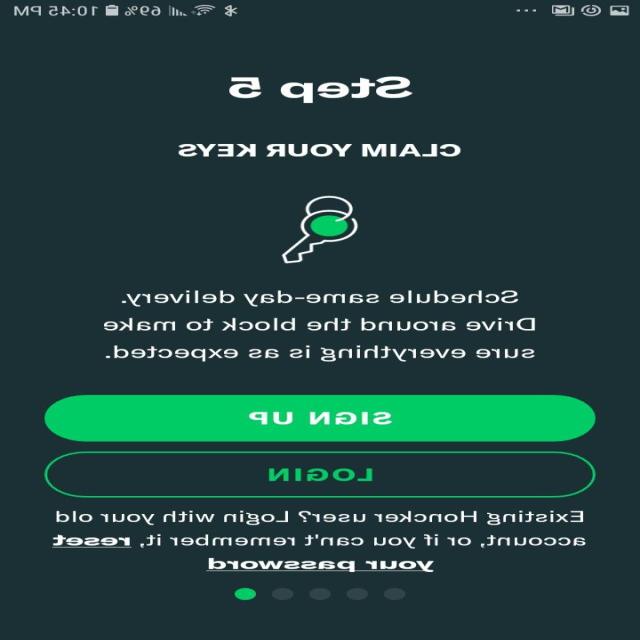 69% 10:45 PM
Step 5
CLAIM YOUR KEYS
Schedule same-day delivery.
Drive around the block to make
sure everything is as expected.
SIGN UP
LOGIN
Existing Honcker user? Login with your old
account, or if you can't remember it, reset
your password